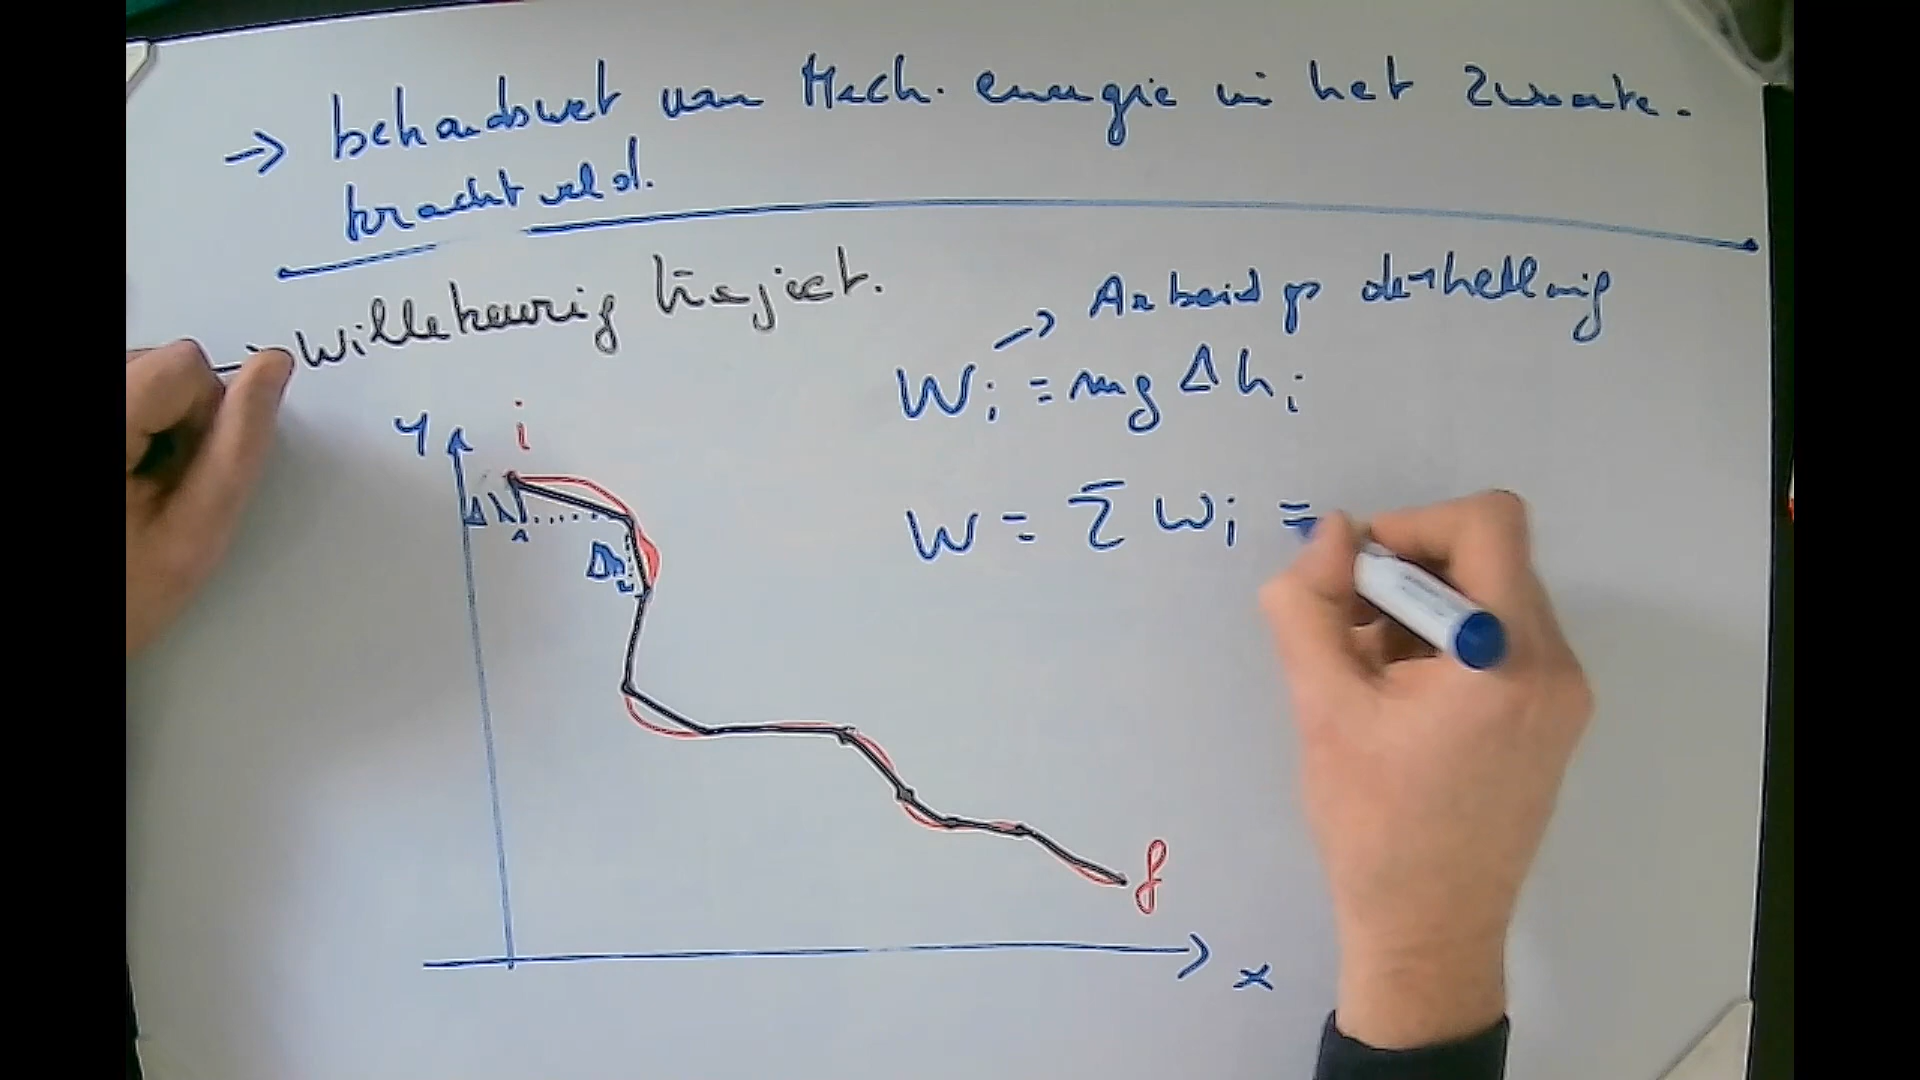 → behoudswet van Mech. energie in het zwaarte-
krachtveld.
→ Willekeurig traject.
→ Arbeid op de helling
Wi = mg Δhi
W = Σ Wi =
y
i
Δh1
Δh2
f
x